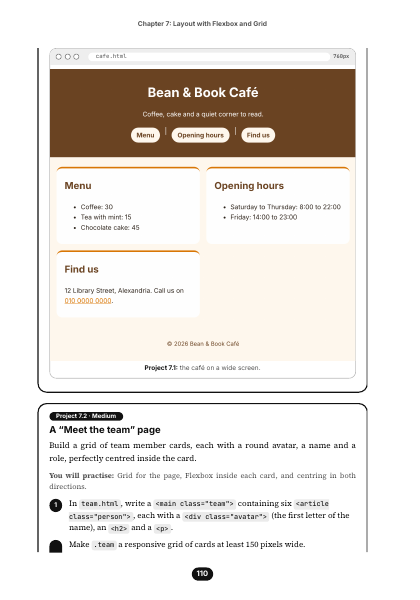 Chapter 7: Layout with Flexbox and Grid
cafe.html
760px
Bean & Book Café
Coffee, cake and a quiet corner to read.
Menu | Opening hours | Find us
Menu
• Coffee: 30
• Tea with mint: 15
• Chocolate cake: 45
Opening hours
• Saturday to Thursday: 8:00 to 22:00
• Friday: 14:00 to 23:00
Find us
12 Library Street, Alexandria. Call us on
010 0000 0000.
© 2026 Bean & Book Café
Project 7.1: the café on a wide screen.
Project 7.2 · Medium
A “Meet the team” page
Build a grid of team member cards, each with a round avatar, a name and a
role, perfectly centred inside the card.
You will practise: Grid for the page, Flexbox inside each card, and centring in both
directions.
1 In team.html, write a <main class="team"> containing six <article
class="person">, each with a <div class="avatar"> (the first letter of the
name), an <h2> and a <p>.
Make .team a responsive grid of cards at least 150 pixels wide.
110